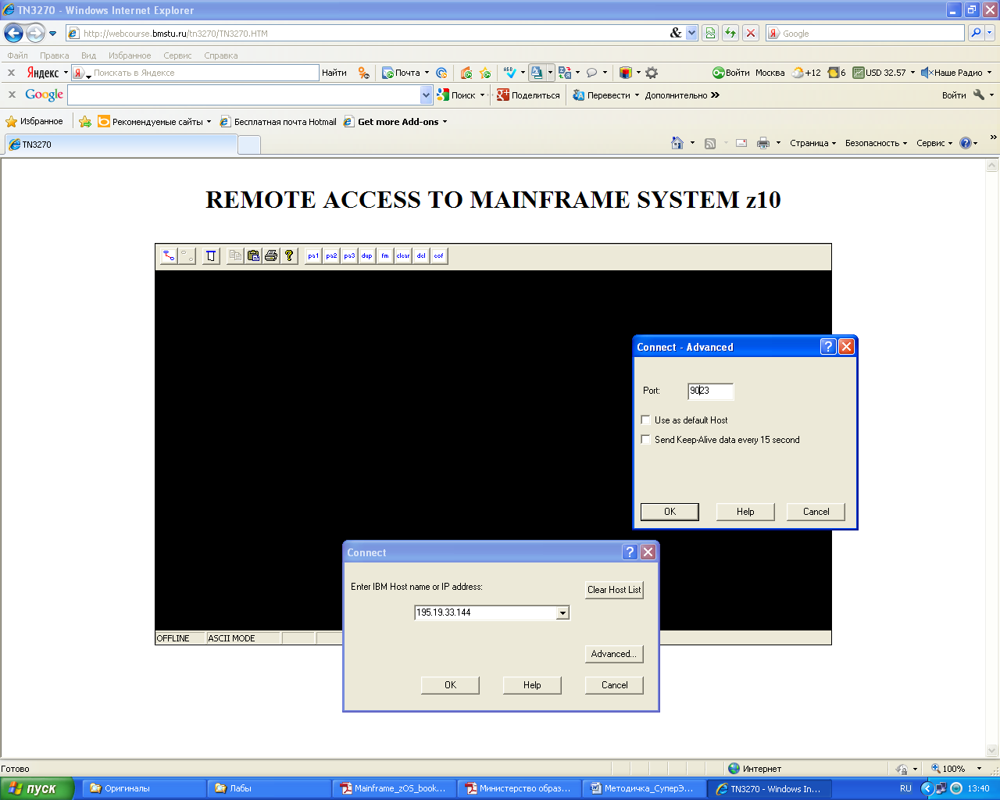 TN3270 - Windows Internet Explorer
http://webcourse.bmstu.ru/tn3270/TN3270.HTM
&
Google
Файл Правка Вид Избранное Сервис Справка
x Яндекс Я Поискать в Яндексе Найти Почта Войти Москва +12 6 USD 32.57 Наше Радио
x Google Поиск Поделиться Перевести Дополнительно Войти
Избранное Рекомендуемые сайты Бесплатная почта Hotmail Get more Add-ons
TN3270 Страница Безопасность Сервис
REMOTE ACCESS TO MAINFRAME SYSTEM z10
pa1 pa2 pa3 dup fm clear del eof
Connect - Advanced
Port: 9023
Use as default Host
Send Keep-Alive data every 15 second
OK Help Cancel
Connect
Enter IBM Host name or IP address:
Clear Host List
195.19.33.144
OFFLINE ASCII MODE
Advanced...
OK Help Cancel
Готово Интернет 100%
пуск Оригиналы Лабы Mainframe_zOS_book... Министерство образ... Методичка_СуперЭ... TN3270 - Windows In... RU 13:40